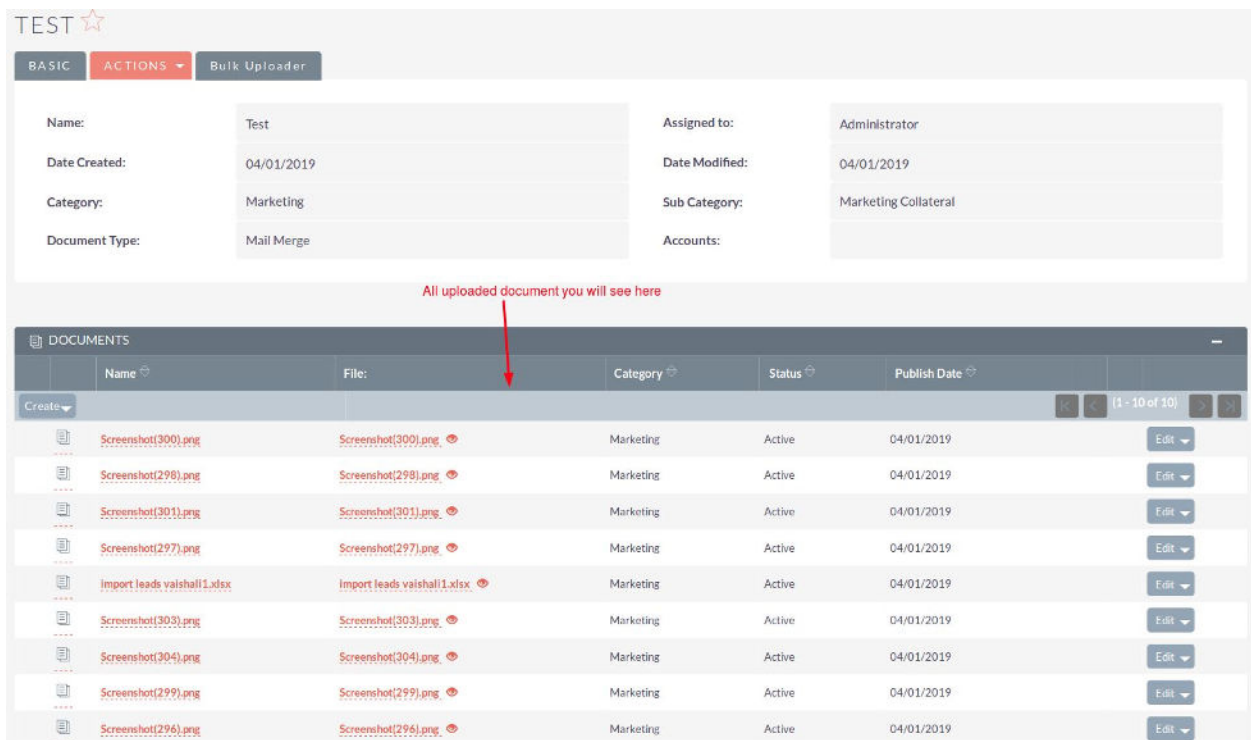 TEST
BASIC ACTIONS Bulk Uploader
Name: Test Assigned to: Administrator
Date Created: 04/01/2019 Date Modified: 04/01/2019
Category: Marketing Sub Category: Marketing Collateral
Document Type: Mail Merge Accounts:
All uploaded document you will see here
DOCUMENTS
Name File: Category Status Publish Date
Create (1 - 10 of 10)
Screenshot(300).png Screenshot(300).png Marketing Active 04/01/2019 Edit
Screenshot(298).png Screenshot(298).png Marketing Active 04/01/2019 Edit
Screenshot(301).png Screenshot(301).png Marketing Active 04/01/2019 Edit
Screenshot(297).png Screenshot(297).png Marketing Active 04/01/2019 Edit
import leads vaishali1.xlsx import leads vaishali1.xlsx Marketing Active 04/01/2019 Edit
Screenshot(303).png Screenshot(303).png Marketing Active 04/01/2019 Edit
Screenshot(304).png Screenshot(304).png Marketing Active 04/01/2019 Edit
Screenshot(299).png Screenshot(299).png Marketing Active 04/01/2019 Edit
Screenshot(296).png Screenshot(296).png Marketing Active 04/01/2019 Edit